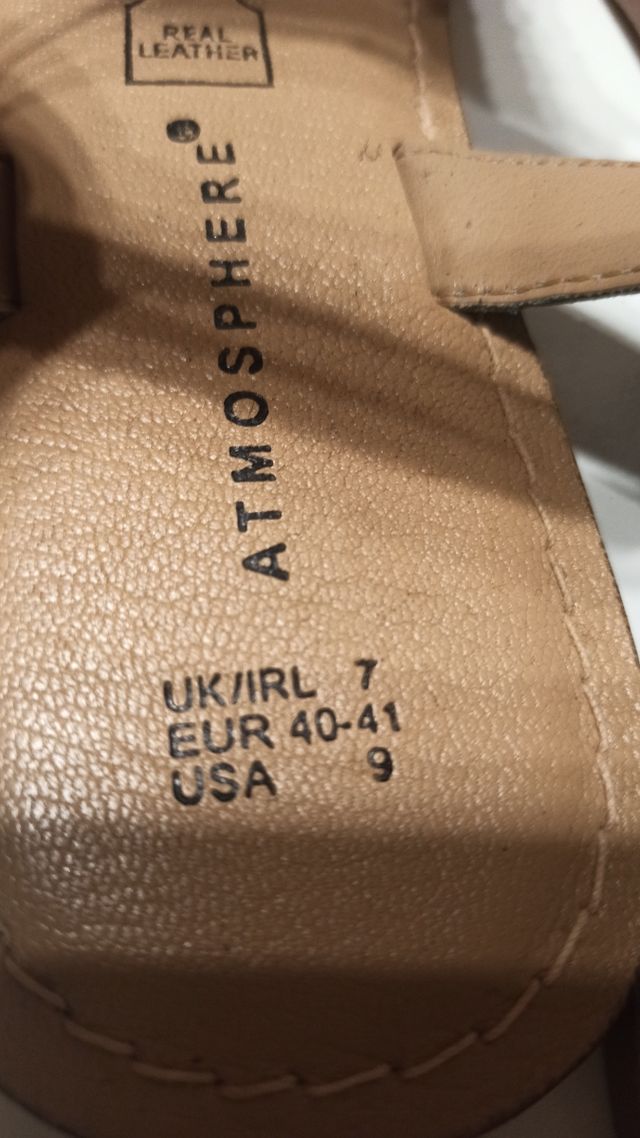 REAL
LEATHER
ATMOSPHERE®
UK/IRL 7
EUR 40-41
USA 9